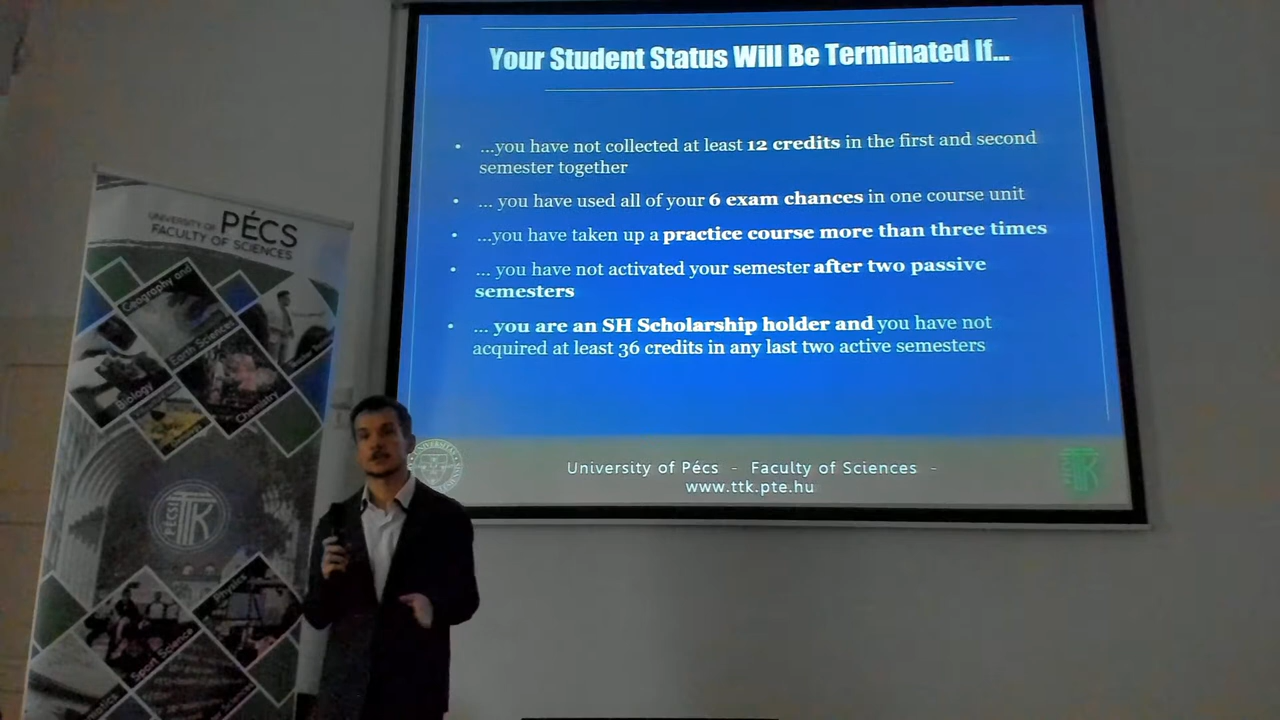 Your Student Status Will Be Terminated If...
• ...you have not collected at least 12 credits in the first and second
semester together
• ... you have used all of your 6 exam chances in one course unit
• ...you have taken up a practice course more than three times
• ... you have not activated your semester after two passive
semesters
• ... you are an SH Scholarship holder and you have not
acquired at least 36 credits in any last two active semesters
University of Pécs - Faculty of Sciences -
www.ttk.pte.hu
UNIVERSITY OF PÉCS
FACULTY OF SCIENCES
Geography and
Earth Sciences
Biology
Chemistry
PÉCSI
TTK
Physics
Sport Science